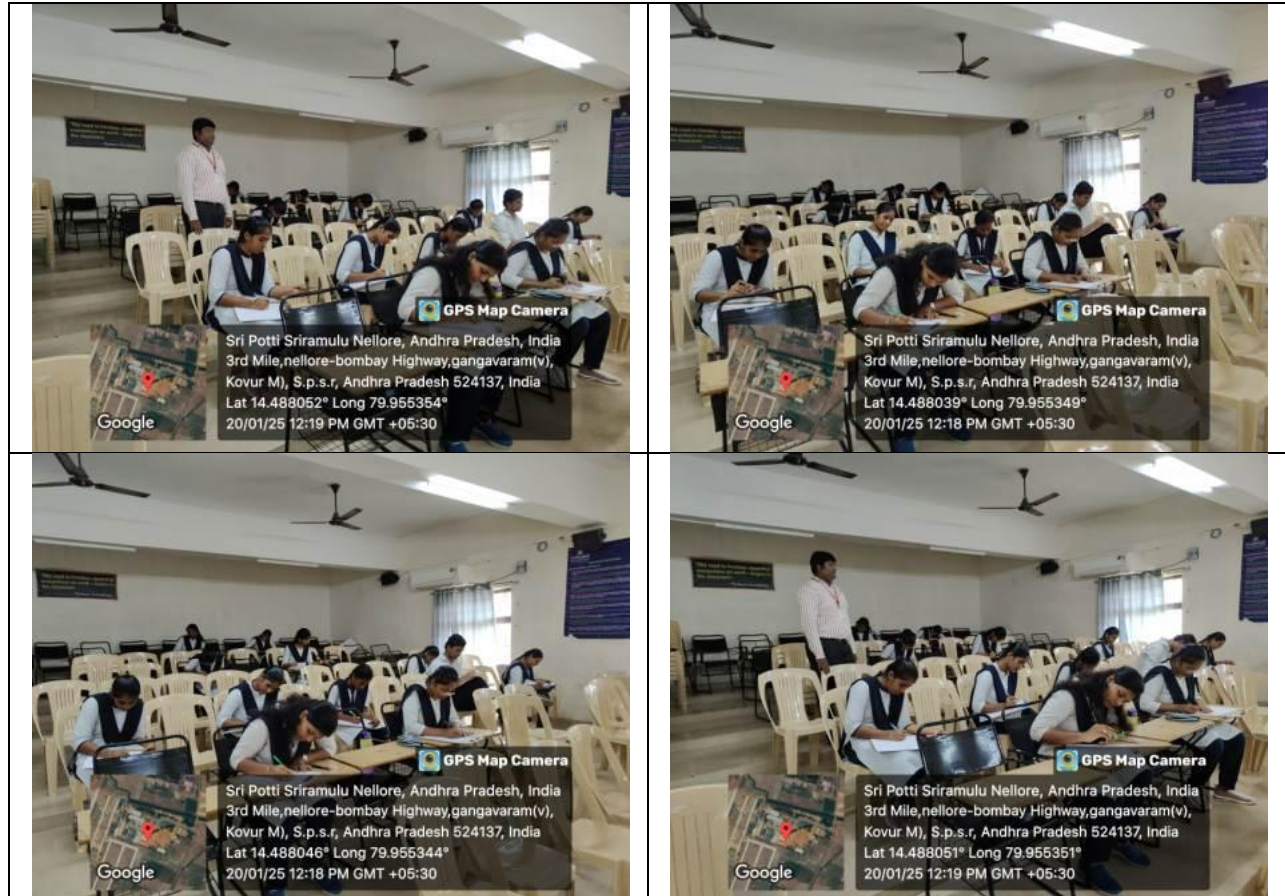 GPS Map Camera
Sri Potti Sriramulu Nellore, Andhra Pradesh, India
3rd Mile,nellore-bombay Highway,gangavaram(v),
Kovur M), S.p.s.r, Andhra Pradesh 524137, India
Lat 14.488052° Long 79.955354°
20/01/25 12:19 PM GMT +05:30
Google
GPS Map Camera
Sri Potti Sriramulu Nellore, Andhra Pradesh, India
3rd Mile,nellore-bombay Highway,gangavaram(v),
Kovur M), S.p.s.r, Andhra Pradesh 524137, India
Lat 14.488039° Long 79.955349°
20/01/25 12:18 PM GMT +05:30
Google
GPS Map Camera
Sri Potti Sriramulu Nellore, Andhra Pradesh, India
3rd Mile,nellore-bombay Highway,gangavaram(v),
Kovur M), S.p.s.r, Andhra Pradesh 524137, India
Lat 14.488046° Long 79.955344°
20/01/25 12:18 PM GMT +05:30
Google
GPS Map Camera
Sri Potti Sriramulu Nellore, Andhra Pradesh, India
3rd Mile,nellore-bombay Highway,gangavaram(v),
Kovur M), S.p.s.r, Andhra Pradesh 524137, India
Lat 14.488051° Long 79.955351°
20/01/25 12:19 PM GMT +05:30
Google